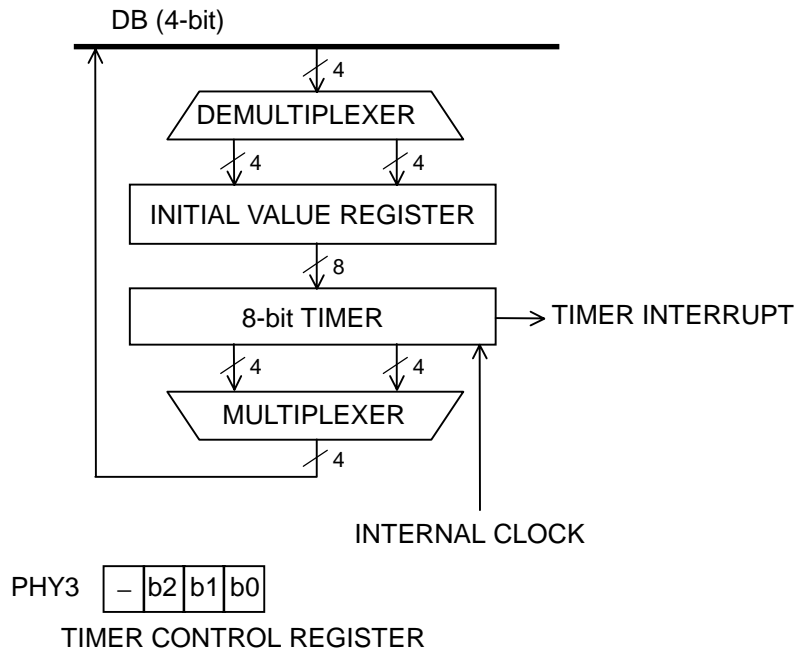 DB (4-bit)
4
DEMULTIPLEXER
4 4
INITIAL VALUE REGISTER
8
8-bit TIMER
TIMER INTERRUPT
4 4
MULTIPLEXER
4
INTERNAL CLOCK
PHY3 – b2 b1 b0
TIMER CONTROL REGISTER